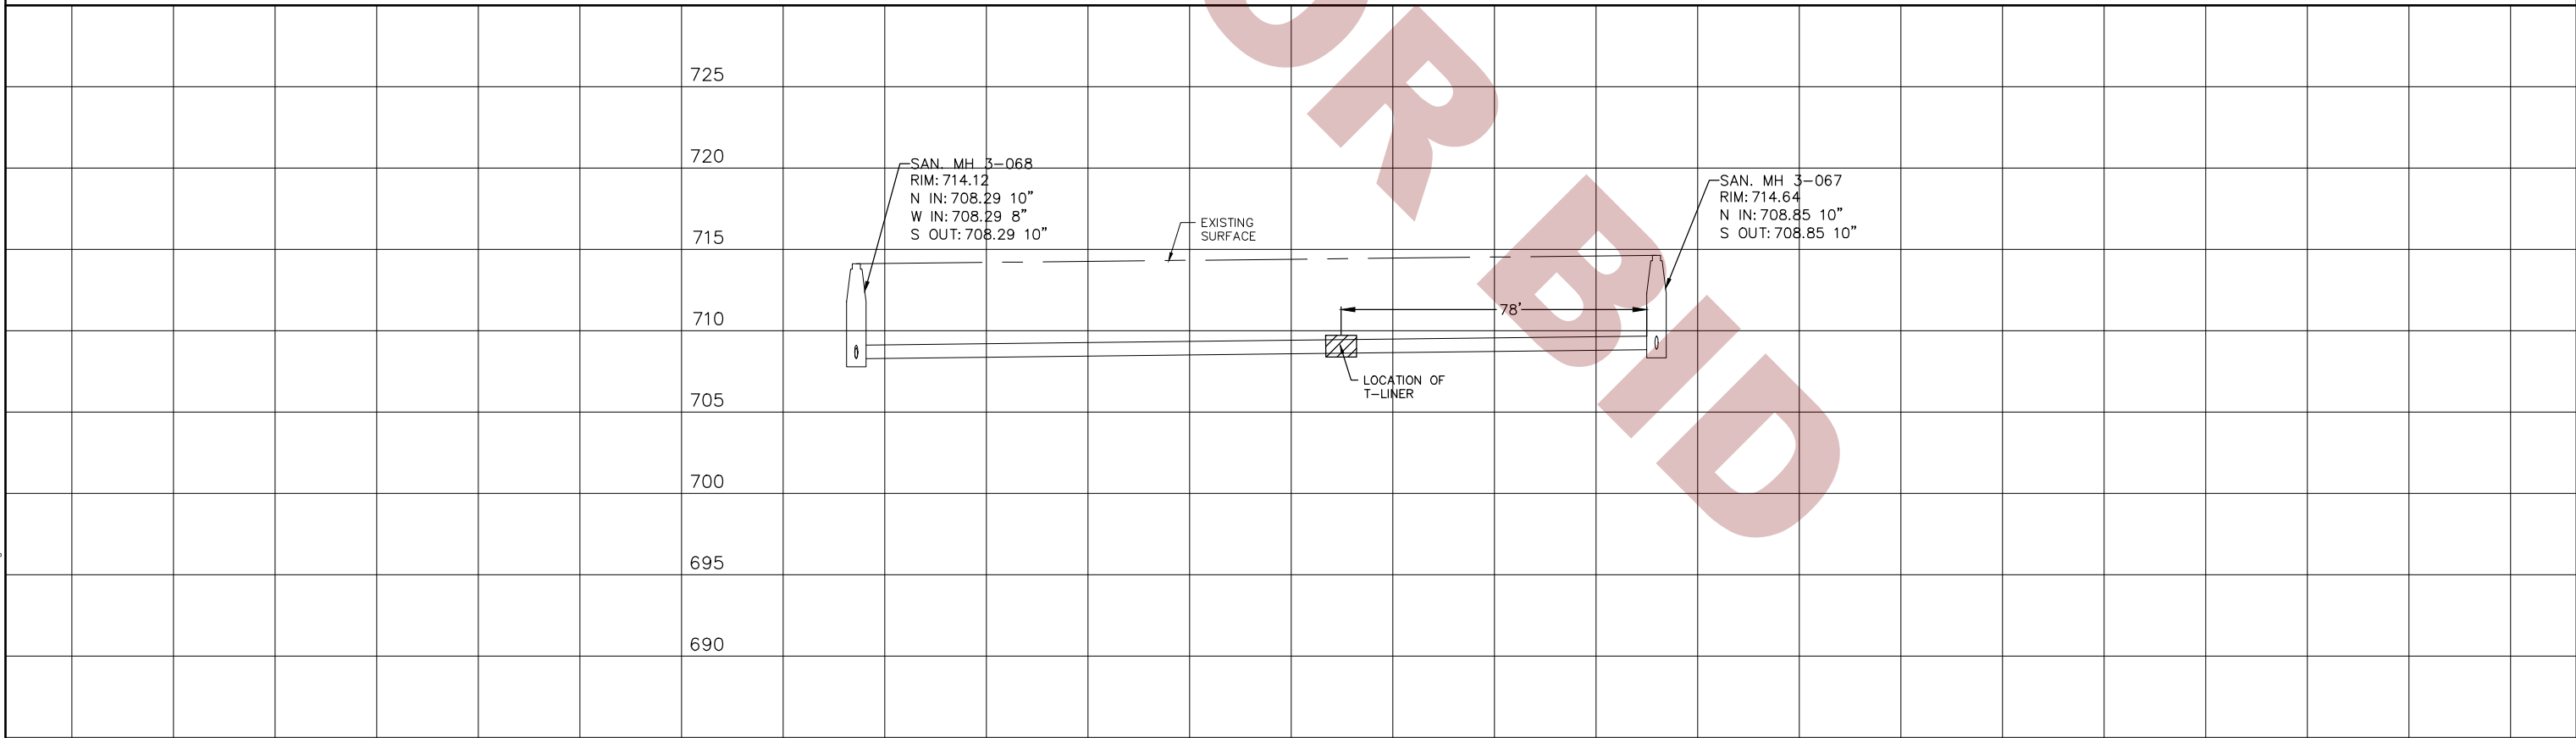 OR BID
725
720
715
710
705
700
695
690
SAN. MH 3-068
RIM: 714.12
N IN: 708.29 10"
W IN: 708.29 8"
S OUT: 708.29 10"
EXISTING
SURFACE
SAN. MH 3-067
RIM: 714.64
N IN: 708.85 10"
S OUT: 708.85 10"
78'
LOCATION OF
T-LINER